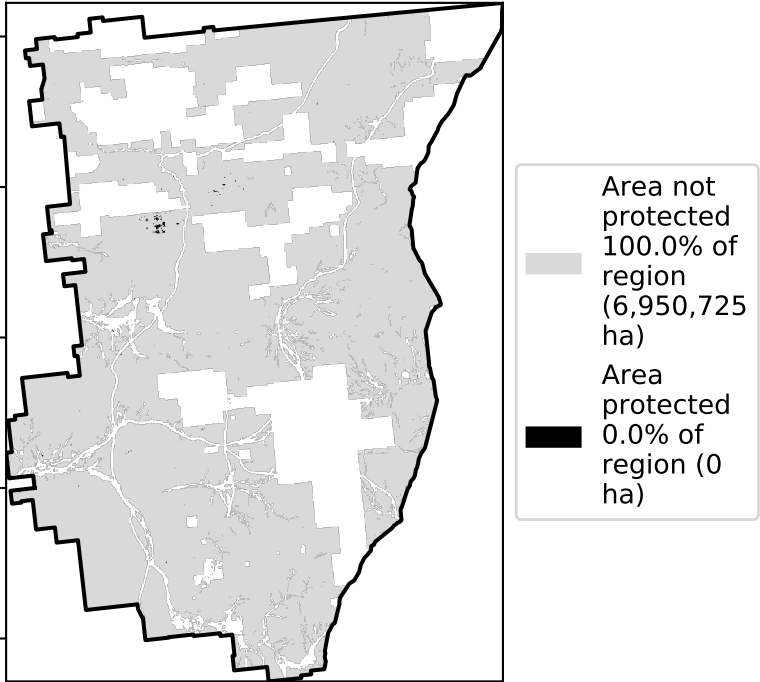 Area not
protected
100.0% of
region
(6,950,725
ha)
Area
protected
0.0% of
region (0
ha)